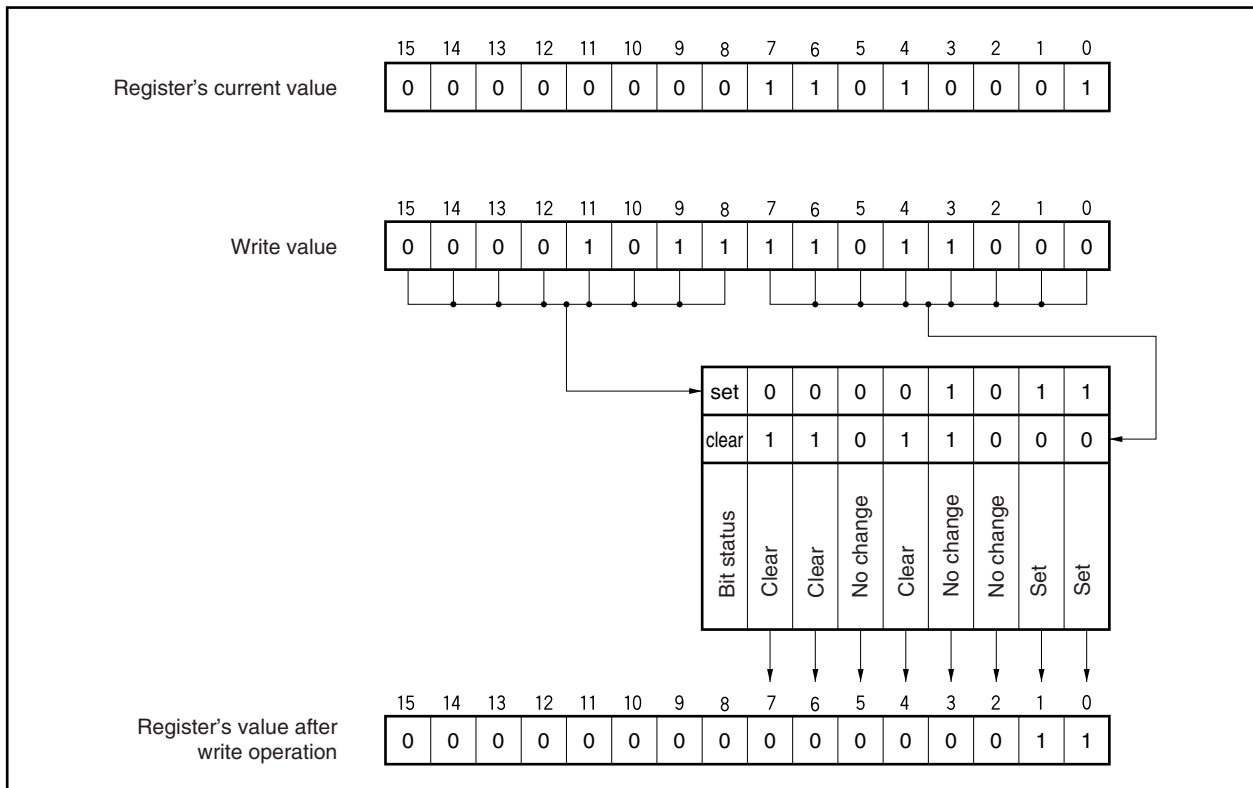 15 14 13 12 11 10 9 8 7 6 5 4 3 2 1 0
Register's current value 0 0 0 0 0 0 0 0 1 1 0 1 0 0 0 1
15 14 13 12 11 10 9 8 7 6 5 4 3 2 1 0
Write value 0 0 0 0 1 0 1 1 1 1 0 1 1 0 0 0
set 0 0 0 0 1 0 1 1
clear 1 1 0 1 1 0 0 0
Bit status Clear Clear No change Clear No change No change Set Set
15 14 13 12 11 10 9 8 7 6 5 4 3 2 1 0
Register's value after
write operation 0 0 0 0 0 0 0 0 0 0 0 0 0 0 1 1